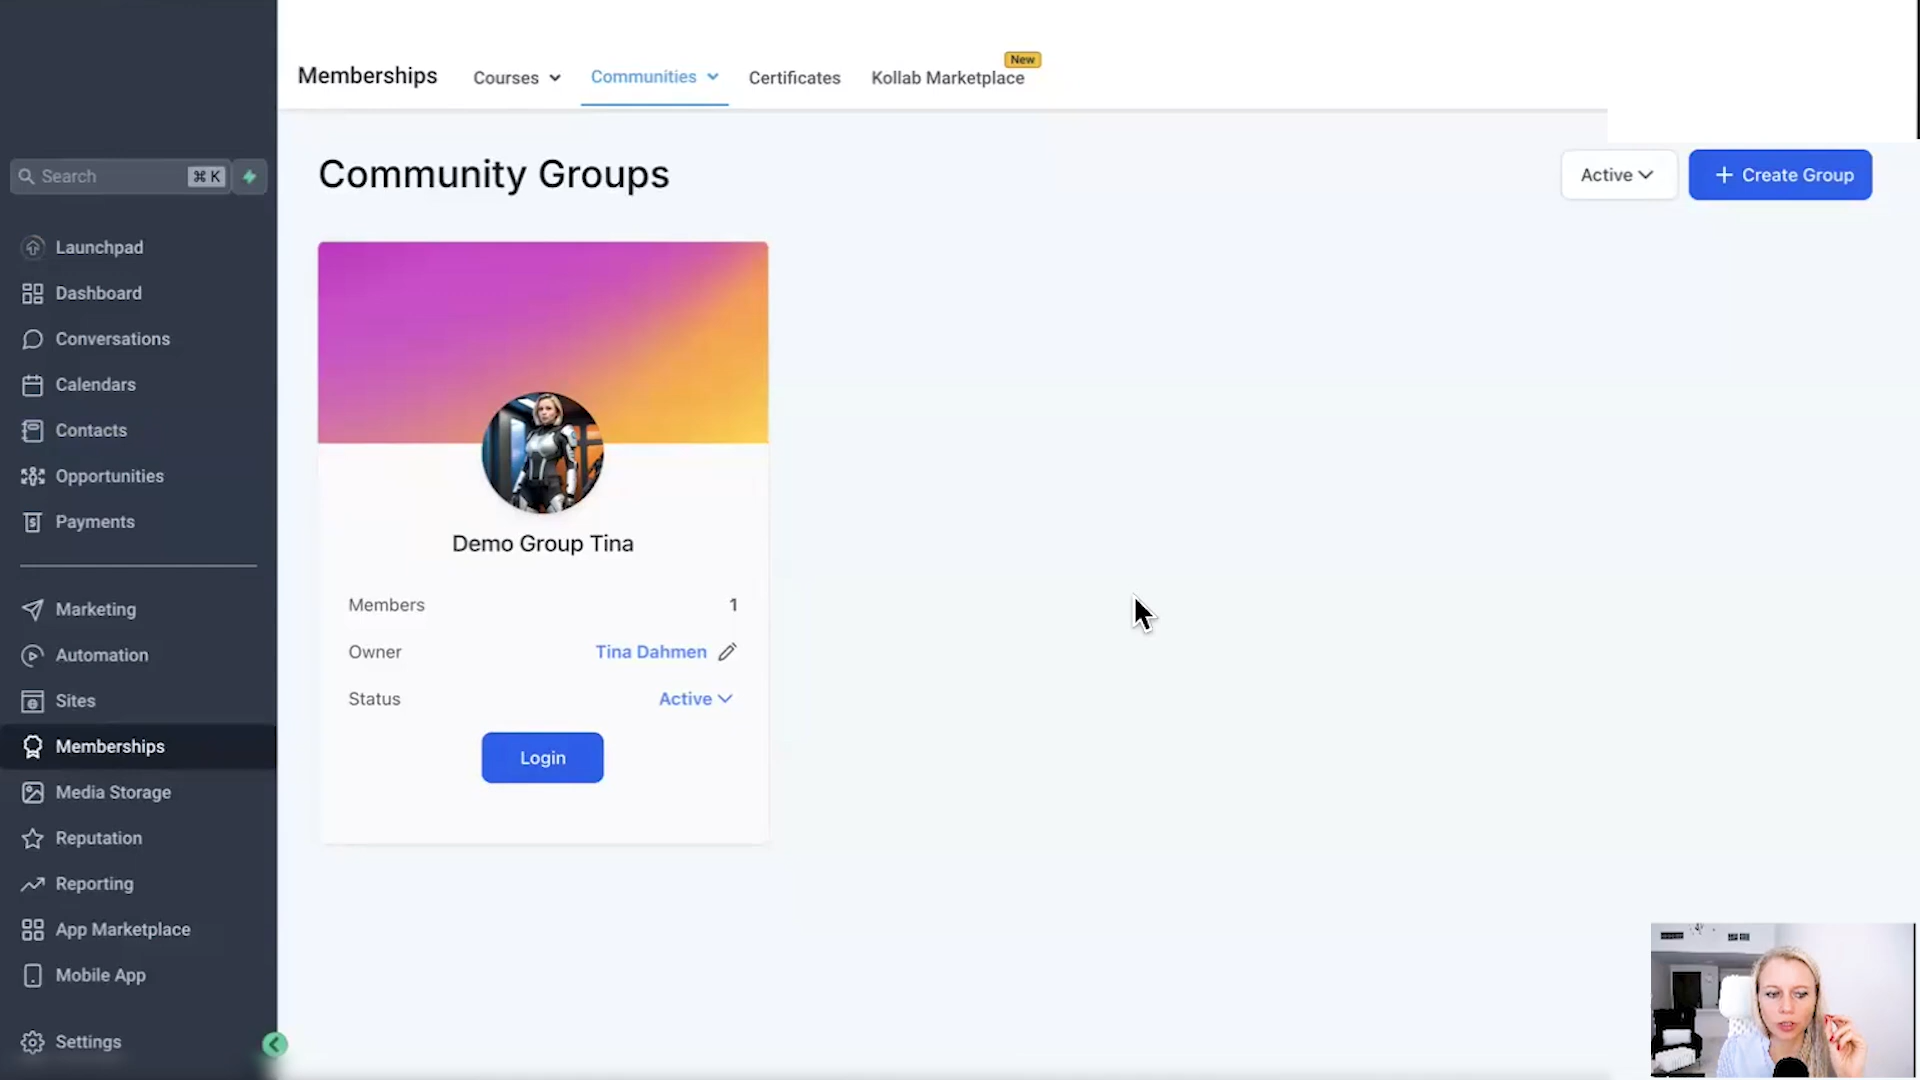 Memberships
Courses
Communities
Certificates
Kollab Marketplace
New
Search
⌘ K
Launchpad
Dashboard
Conversations
Calendars
Contacts
Opportunities
Payments
Marketing
Automation
Sites
Memberships
Media Storage
Reputation
Reporting
App Marketplace
Mobile App
Settings
Community Groups
Active
+ Create Group
Demo Group Tina
Members 1
Owner Tina Dahmen
Status Active
Login